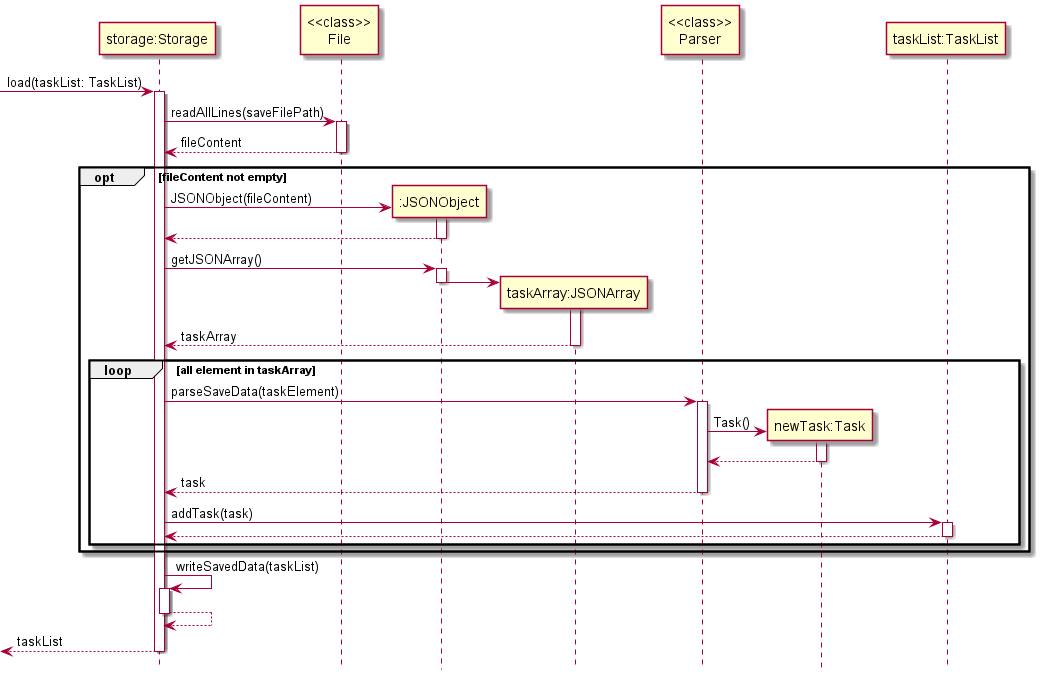 storage:Storage
<<class>>
File
<<class>>
Parser
taskList:TaskList
load(taskList: TaskList)
readAllLines(saveFilePath)
fileContent
opt
[fileContent not empty]
JSONObject(fileContent)
:JSONObject
getJSONArray()
taskArray:JSONArray
taskArray
loop
[all element in taskArray]
parseSaveData(taskElement)
Task()
newTask:Task
task
addTask(task)
writeSavedData(taskList)
taskList